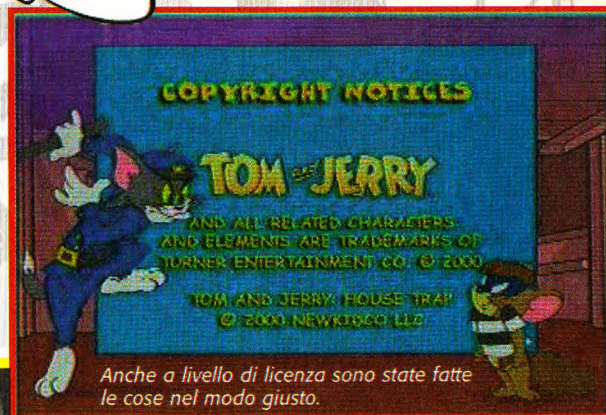 COPYRIGHT NOTICES
TOM AND JERRY
AND ALL RELATED CHARACTERS
AND ELEMENTS ARE TRADEMARKS OF
TURNER ENTERTAINMENT CO. © 2000
TOM AND JERRY: HOUSE TRAP
© 2000 NEWKIDCO LLC
Anche a livello di licenza sono state fatte
le cose nel modo giusto.